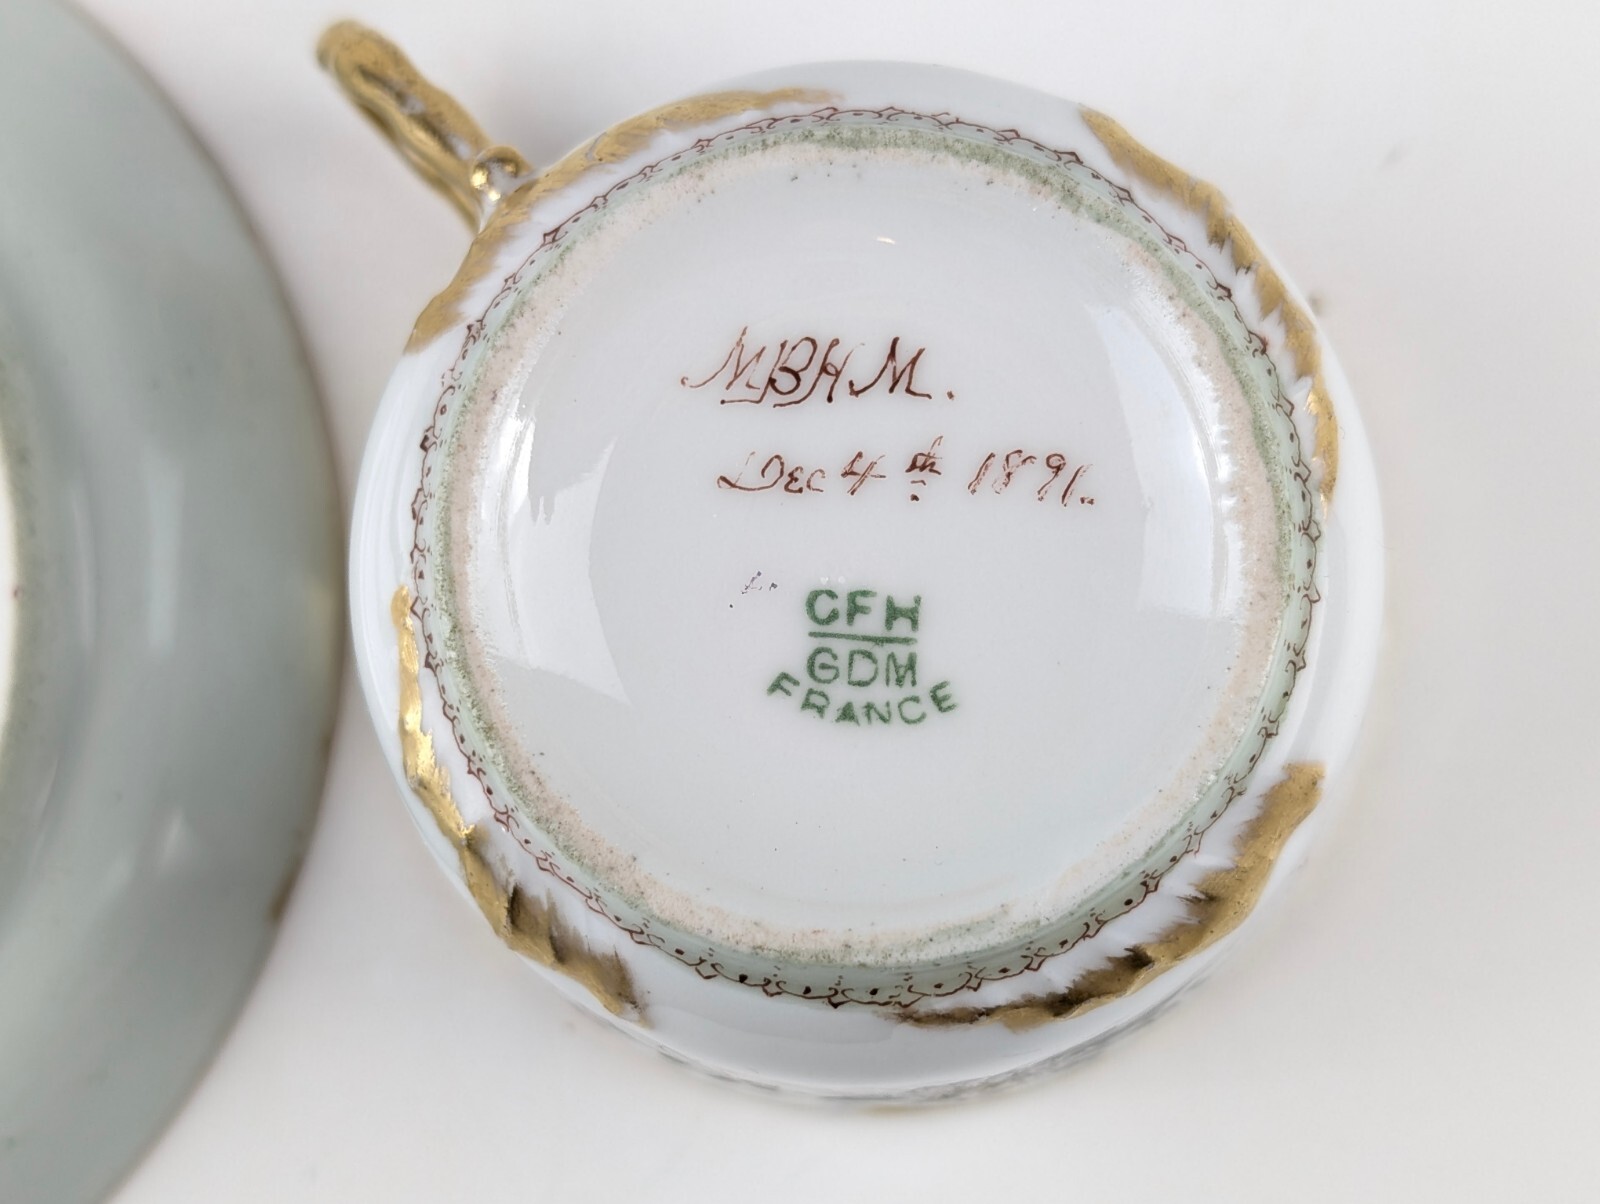 MBHM.
Dec 4th 1891.
CFH
GDM
FRANCE